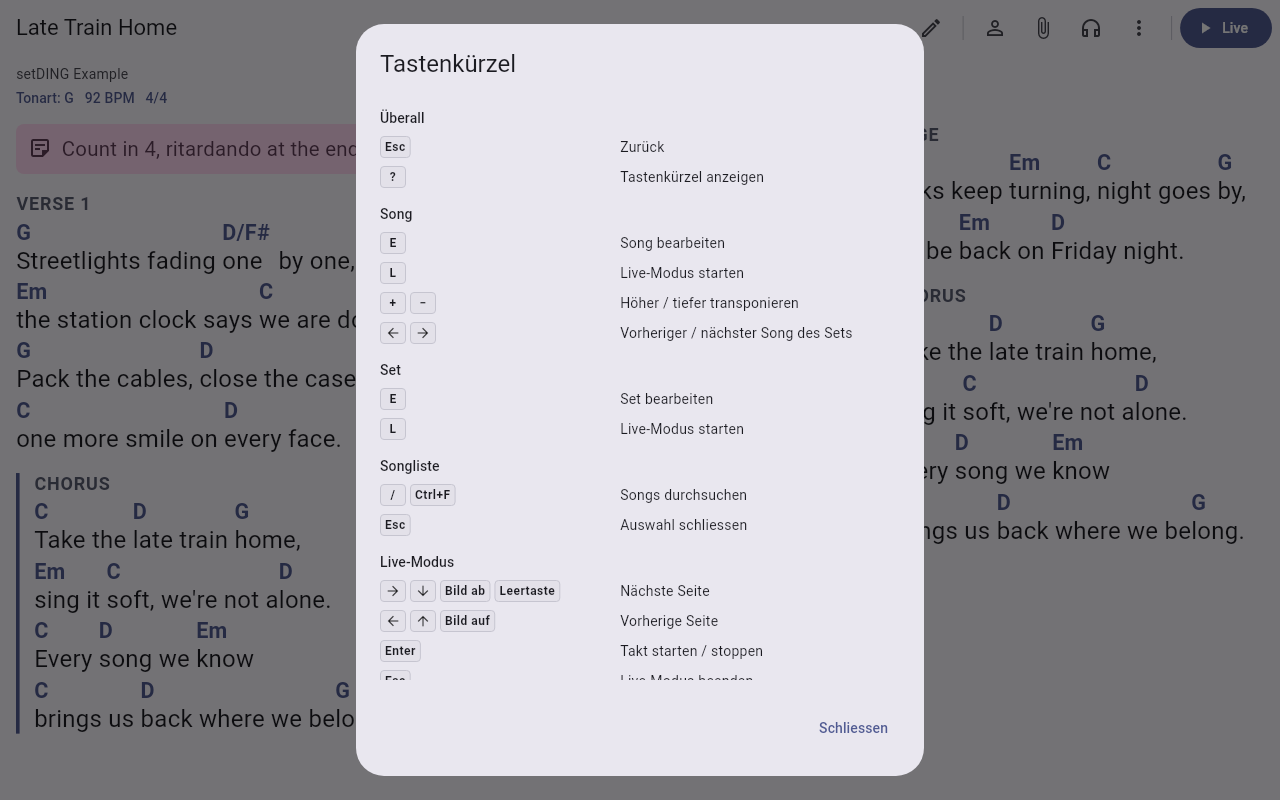 Late Train Home
Live
setDING Example
Tonart: G 92 BPM 4/4
Count in 4, ritardando at the end
VERSE 1
G D/F#
Streetlights fading one by one,
Em C
the station clock says we are
G D
Pack the cables, close the case
C D
one more smile on every face.
CHORUS
C D G
Take the late train home,
Em C D
sing it soft, we're not alone.
C D Em
Every song we know
C D G
brings us back where we belo
Tastenkürzel
Überall
Esc Zurück
? Tastenkürzel anzeigen
Song
E Song bearbeiten
L Live-Modus starten
+ − Höher / tiefer transponieren
← → Vorheriger / nächster Song des Sets
Set
E Set bearbeiten
L Live-Modus starten
Songliste
/ Ctrl+F Songs durchsuchen
Esc Auswahl schliessen
Live-Modus
→ ↓ Bild ab Leertaste Nächste Seite
← ↑ Bild auf Vorherige Seite
Enter Takt starten / stoppen
Esc Live-Modus beenden
Schliessen
GE
Em C G
ks keep turning, night goes by,
Em D
be back on Friday night.
ORUS
D G
ke the late train home,
C D
g it soft, we're not alone.
D Em
ery song we know
D G
ngs us back where we belong.